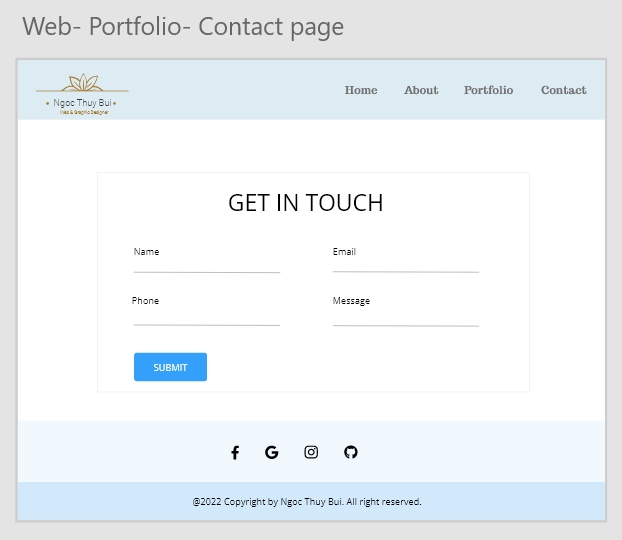 Web- Portfolio- Contact page
Ngoc Thuy Bui
Web & Graphic Designer
Home About Portfolio Contact
GET IN TOUCH
Name Email
Phone Message
SUBMIT
@2022 Copyright by Ngoc Thuy Bui. All right reserved.